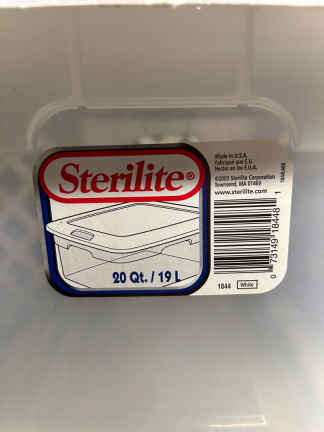 Sterilite®
20 Qt. / 19 L
Made in U.S.A.
Fabriqué aux É.U.
Hecho en los E.U.A.
©2003 Sterilite Corporation
Townsend, MA 01469
www.sterilite.com
0 73149 18448 1
1844 White